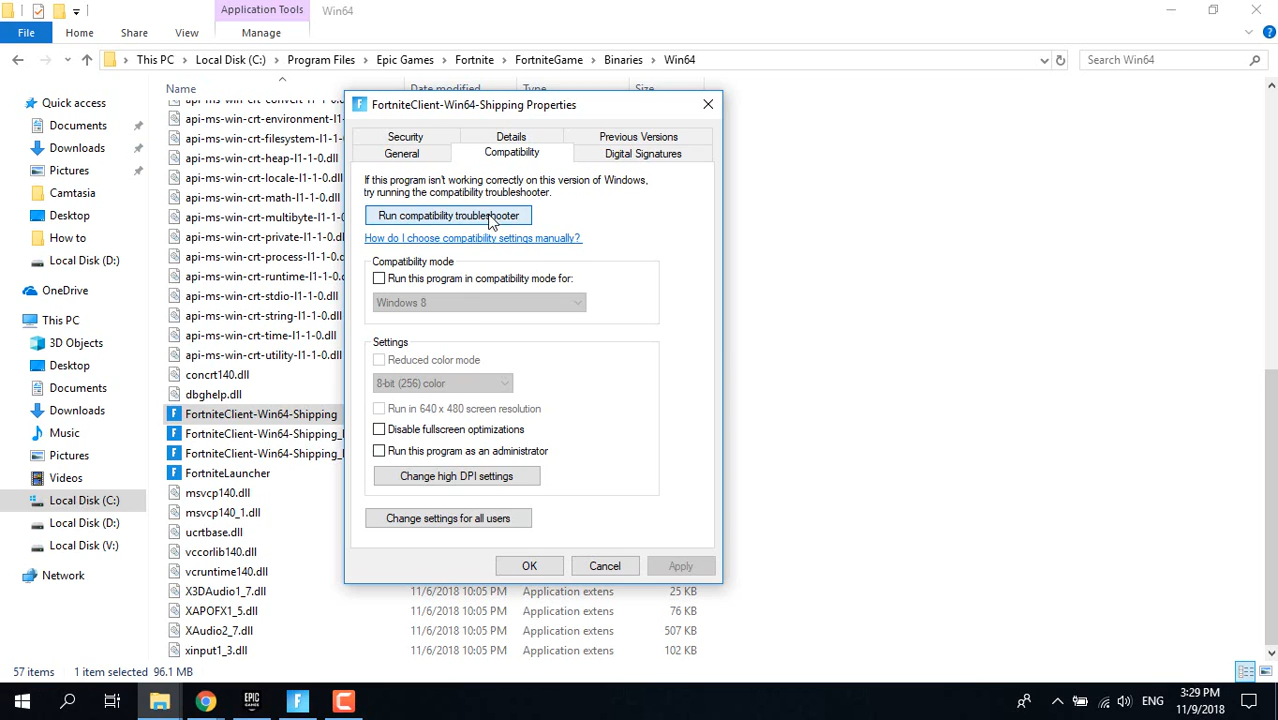 Application Tools
Win64
File
Home
Share
View
Manage
This PC
Local Disk (C:)
Program Files
Epic Games
Fortnite
FortniteGame
Binaries
Win64
Search Win64
Quick access
Documents
Downloads
Pictures
Camtasia
Desktop
How to
Local Disk (D:)
OneDrive
This PC
3D Objects
Desktop
Documents
Downloads
Music
Pictures
Videos
Local Disk (C:)
Local Disk (D:)
Local Disk (V:)
Network
Name
Date modified
Type
Size
api-ms-win-crt-convert-l1-1-0.dll
api-ms-win-crt-environment-l1-
api-ms-win-crt-filesystem-l1-1-0
api-ms-win-crt-heap-l1-1-0.dll
api-ms-win-crt-locale-l1-1-0.dll
api-ms-win-crt-math-l1-1-0.dll
api-ms-win-crt-multibyte-l1-1-0
api-ms-win-crt-private-l1-1-0.dl
api-ms-win-crt-process-l1-1-0.d
api-ms-win-crt-runtime-l1-1-0.d
api-ms-win-crt-stdio-l1-1-0.dll
api-ms-win-crt-string-l1-1-0.dll
api-ms-win-crt-time-l1-1-0.dll
api-ms-win-crt-utility-l1-1-0.dll
concrt140.dll
dbghelp.dll
FortniteClient-Win64-Shipping
FortniteClient-Win64-Shipping_
FortniteClient-Win64-Shipping_
FortniteLauncher
msvcp140.dll
msvcp140_1.dll
ucrtbase.dll
vccorlib140.dll
vcruntime140.dll
X3DAudio1_7.dll 11/6/2018 10:05 PM Application extens 25 KB
XAPOFX1_5.dll 11/6/2018 10:05 PM Application extens 76 KB
XAudio2_7.dll 11/6/2018 10:05 PM Application extens 507 KB
xinput1_3.dll 11/6/2018 10:05 PM Application extens 102 KB
FortniteClient-Win64-Shipping Properties
Security
Details
Previous Versions
General
Compatibility
Digital Signatures
If this program isn't working correctly on this version of Windows,
try running the compatibility troubleshooter.
Run compatibility troubleshooter
How do I choose compatibility settings manually?
Compatibility mode
Run this program in compatibility mode for:
Windows 8
Settings
Reduced color mode
8-bit (256) color
Run in 640 x 480 screen resolution
Disable fullscreen optimizations
Run this program as an administrator
Change high DPI settings
Change settings for all users
OK
Cancel
Apply
57 items
1 item selected 96.1 MB
EPIC
GAMES
ENG
3:29 PM
11/9/2018